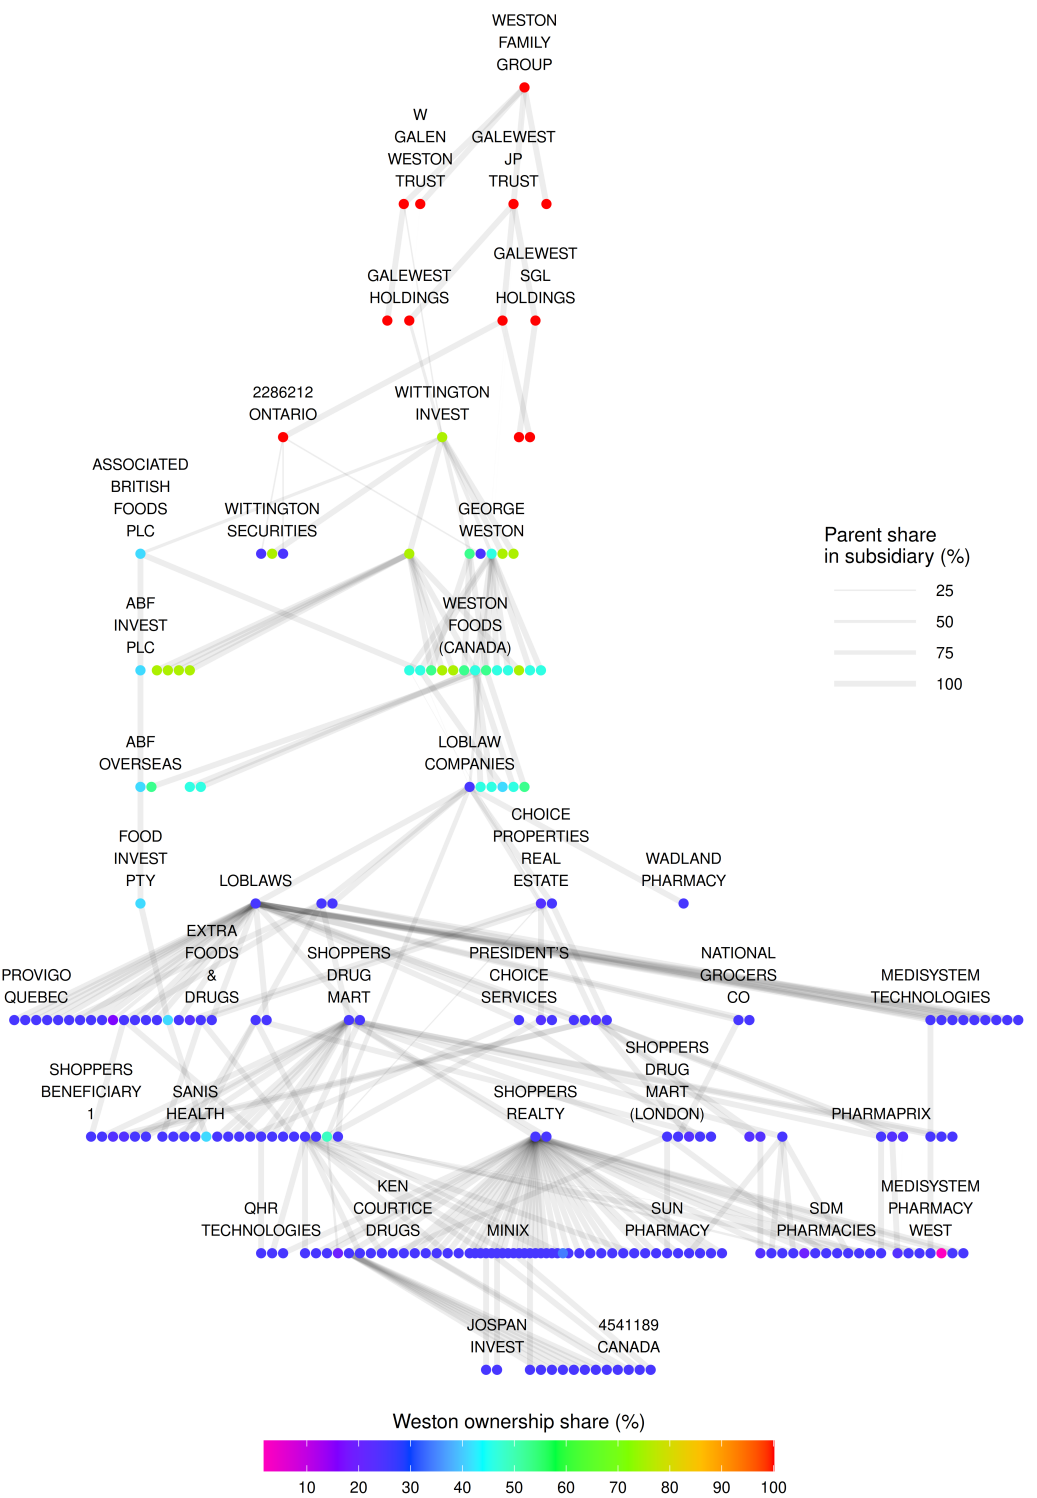 WESTON
FAMILY
GROUP
W
GALEN
WESTON
TRUST
GALEWEST
JP
TRUST
GALEWEST
HOLDINGS
GALEWEST
SGL
HOLDINGS
2286212
ONTARIO
WITTINGTON
INVEST
ASSOCIATED
BRITISH
FOODS
PLC
WITTINGTON
SECURITIES
GEORGE
WESTON
Parent share
in subsidiary (%)
25
50
75
100
ABF
INVEST
PLC
WESTON
FOODS
(CANADA)
ABF
OVERSEAS
LOBLAW
COMPANIES
FOOD
INVEST
PTY
LOBLAWS
CHOICE
PROPERTIES
REAL
ESTATE
WADLAND
PHARMACY
PROVIGO
QUEBEC
EXTRA
FOODS
&
DRUGS
SHOPPERS
DRUG
MART
PRESIDENT'S
CHOICE
SERVICES
NATIONAL
GROCERS
CO
MEDISYSTEM
TECHNOLOGIES
SHOPPERS
BENEFICIARY
1
SANIS
HEALTH
SHOPPERS
REALTY
SHOPPERS
DRUG
MART
(LONDON)
PHARMAPRIX
QHR
TECHNOLOGIES
KEN
COURTICE
DRUGS
MINIX
SUN
PHARMACY
SDM
PHARMACIES
MEDISYSTEM
PHARMACY
WEST
JOSPAN
INVEST
4541189
CANADA
Weston ownership share (%)
10 20 30 40 50 60 70 80 90 100